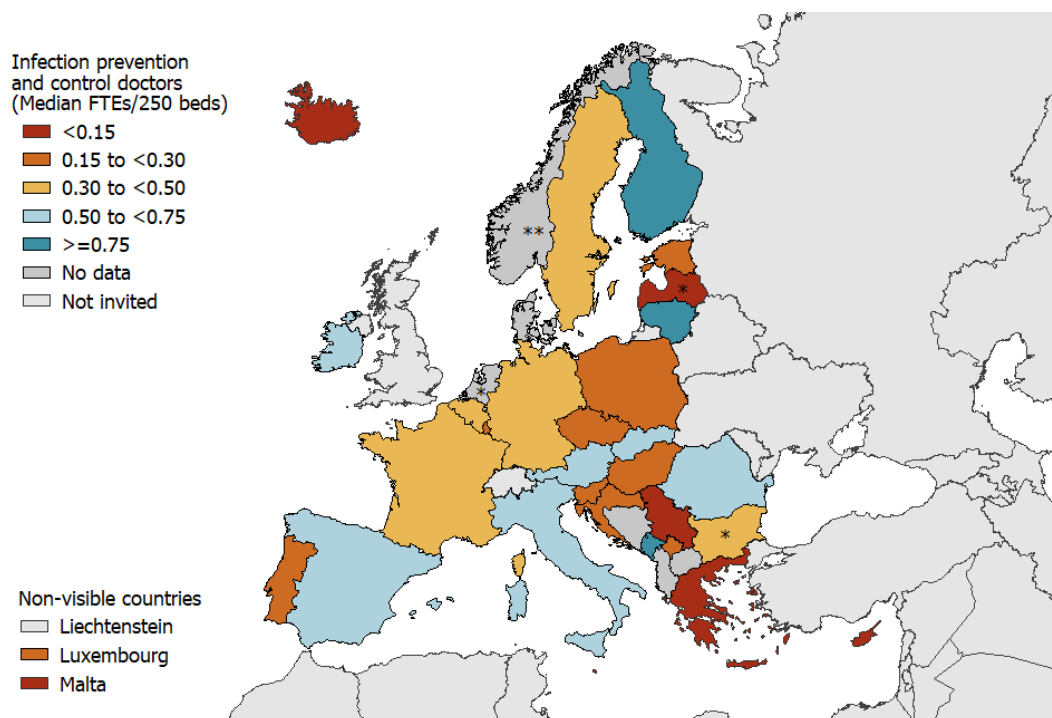 Infection prevention
and control doctors
(Median FTEs/250 beds)
<0.15
0.15 to <0.30
0.30 to <0.50
0.50 to <0.75
>=0.75
No data
Not invited
**
*
*
*
Non-visible countries
Liechtenstein
Luxembourg
Malta